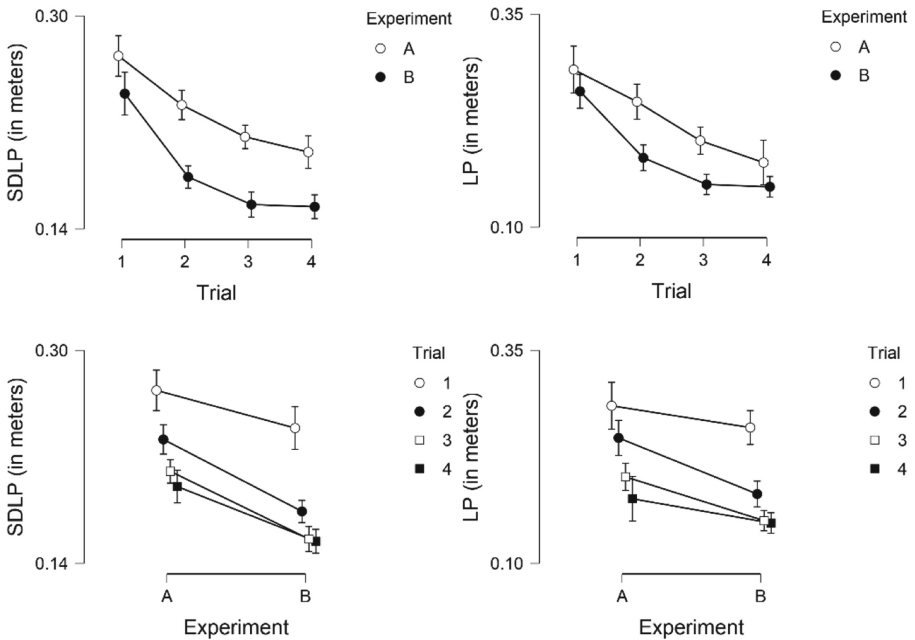 0.30
0.14
SDLP (in meters)
1 2 3 4
Trial
Experiment
A
B
0.35
0.10
LP (in meters)
1 2 3 4
Trial
Experiment
A
B
0.30
0.14
SDLP (in meters)
A B
Experiment
Trial
1
2
3
4
0.35
0.10
LP (in meters)
A B
Experiment
Trial
1
2
3
4